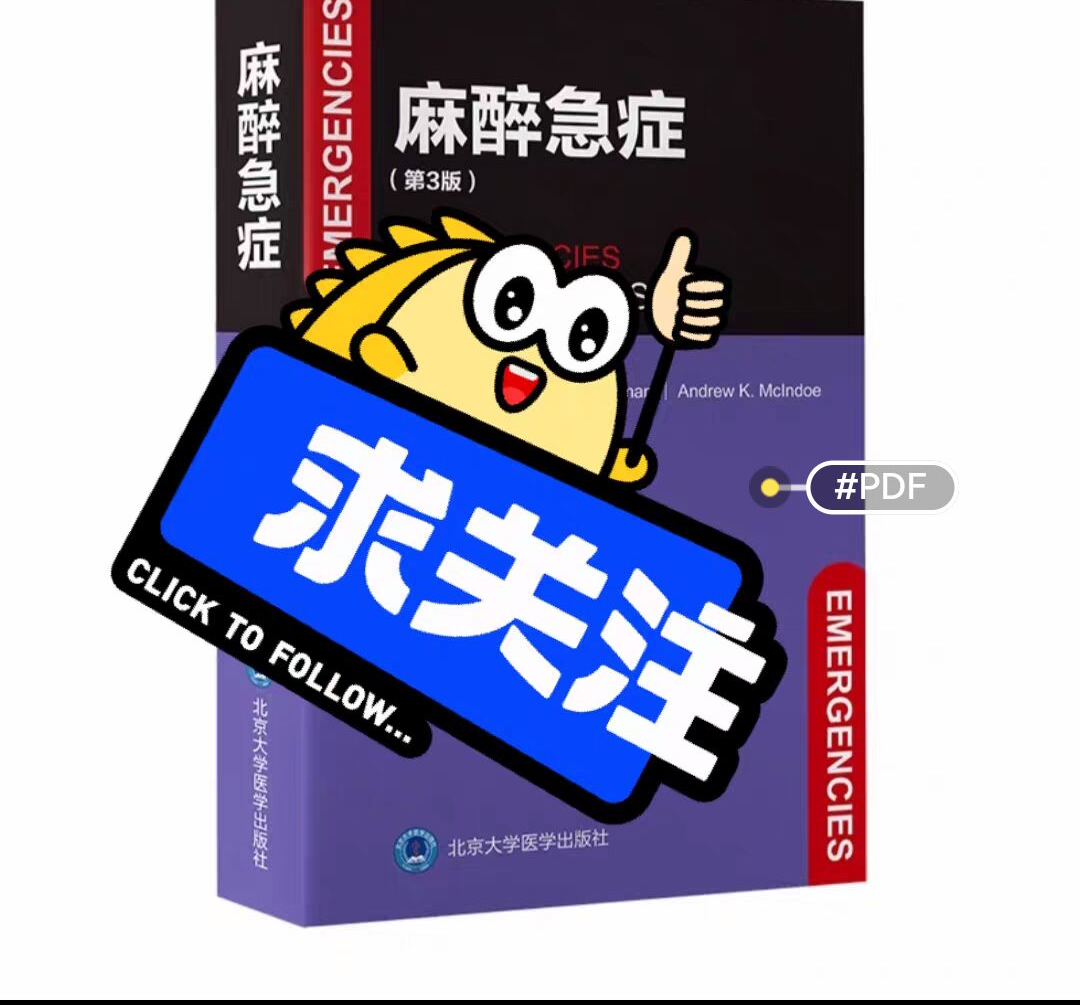 麻醉急症
EMERGENCIES
麻醉急症
（第3版）
Andrew K. McIndoe
#PDF
求关注
CLICK TO FOLLOW...
EMERGENCIES
北京大学医学出版社
北京大学医学出版社